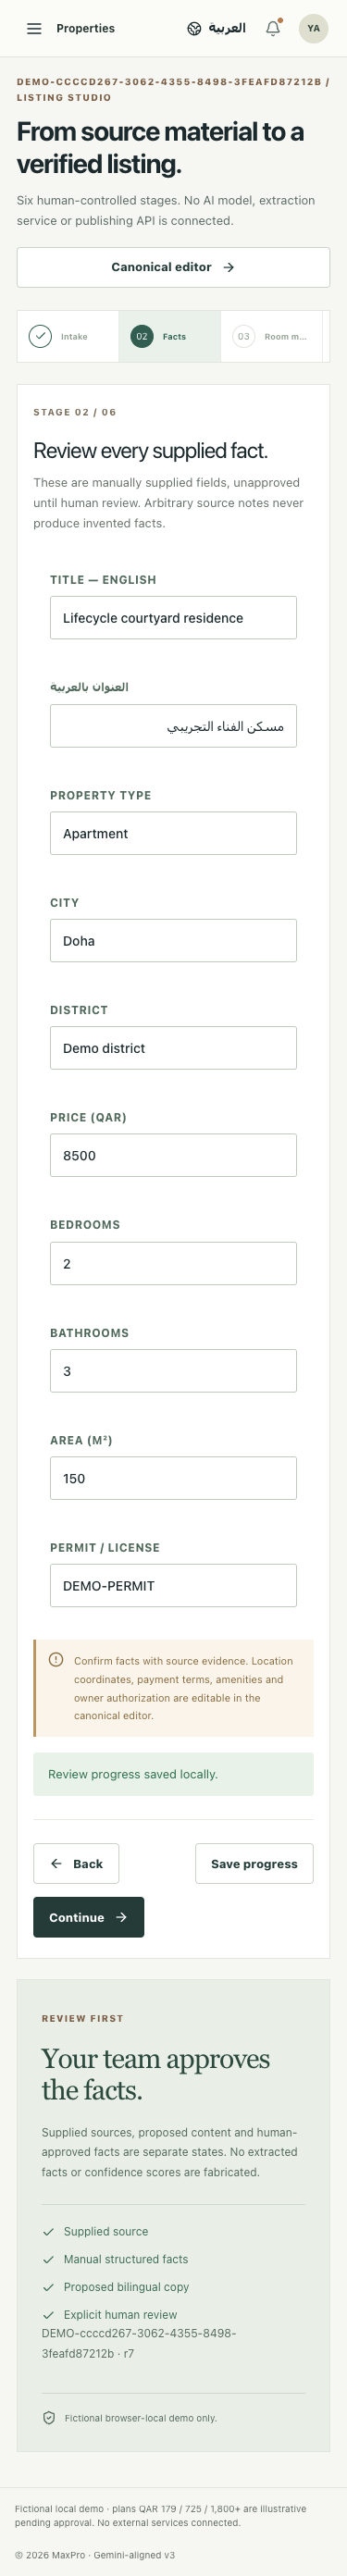 Properties
العربية
YA
DEMO-CCCCD267-3062-4355-8498-3FEAFD87212B /
LISTING STUDIO
From source material to a
verified listing.
Six human-controlled stages. No AI model, extraction
service or publishing API is connected.
Canonical editor
Intake
02 Facts
03 Room m...
STAGE 02 / 06
Review every supplied fact.
These are manually supplied fields, unapproved
until human review. Arbitrary source notes never
produce invented facts.
TITLE — ENGLISH
Lifecycle courtyard residence
العنوان بالعربية
مسكن الفناء التجريبي
PROPERTY TYPE
Apartment
CITY
Doha
DISTRICT
Demo district
PRICE (QAR)
8500
BEDROOMS
2
BATHROOMS
3
AREA (M²)
150
PERMIT / LICENSE
DEMO-PERMIT
Confirm facts with source evidence. Location
coordinates, payment terms, amenities and
owner authorization are editable in the
canonical editor.
Review progress saved locally.
Back
Save progress
Continue
REVIEW FIRST
Your team approves
the facts.
Supplied sources, proposed content and human-
approved facts are separate states. No extracted
facts or confidence scores are fabricated.
Supplied source
Manual structured facts
Proposed bilingual copy
Explicit human review
DEMO-ccccd267-3062-4355-8498-
3feafd87212b · r7
Fictional browser-local demo only.
Fictional local demo · plans QAR 179 / 725 / 1,800+ are illustrative
pending approval. No external services connected.
© 2026 MaxPro · Gemini-aligned v3